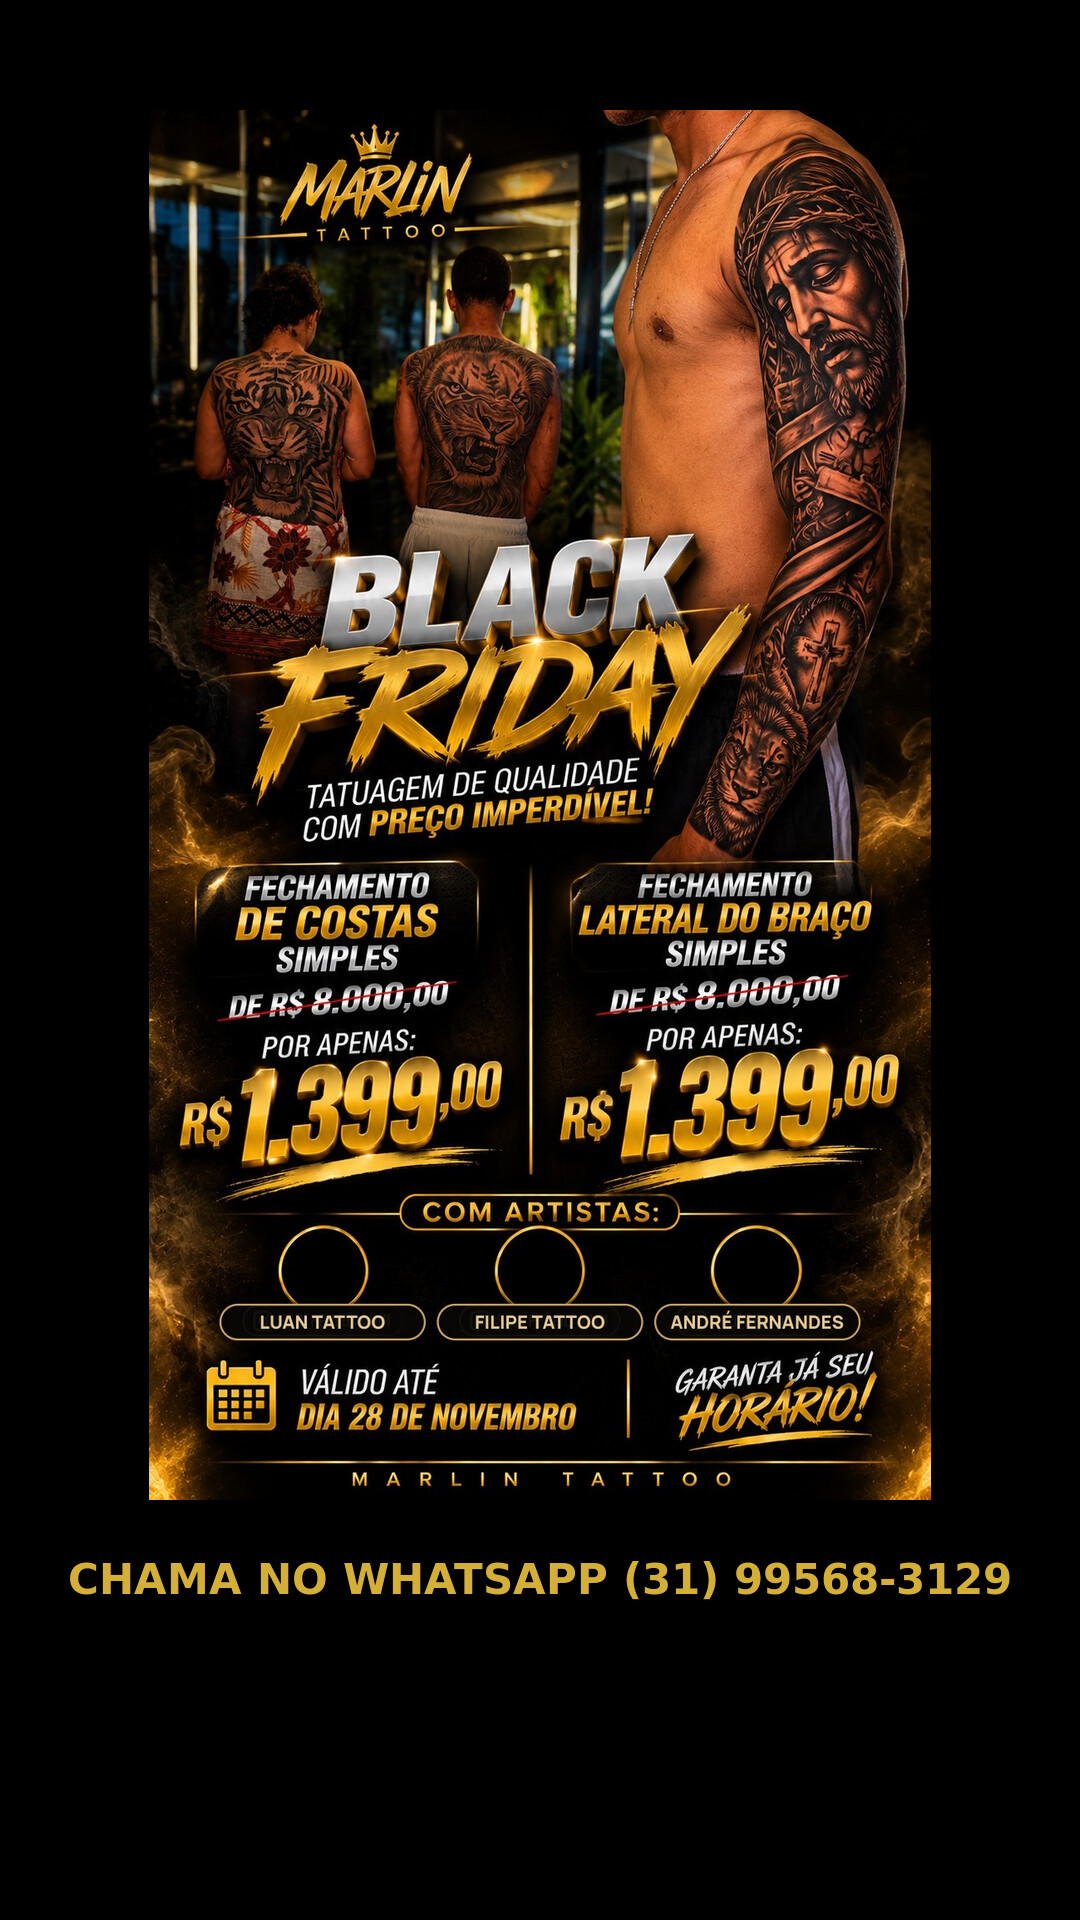 MARLIN
TATTOO
BLACK
FRIDAY
TATUAGEM DE QUALIDADE
COM PREÇO IMPERDÍVEL!
FECHAMENTO
DE COSTAS
SIMPLES
DE R$ 8.000,00
POR APENAS:
R$ 1.399,00
FECHAMENTO
LATERAL DO BRAÇO
SIMPLES
DE R$ 8.000,00
POR APENAS:
R$ 1.399,00
COM ARTISTAS:
LUAN TATTOO
FILIPE TATTOO
ANDRÉ FERNANDES
VÁLIDO ATÉ
DIA 28 DE NOVEMBRO
GARANTA JÁ SEU
HORÁRIO!
MARLIN TATTOO
CHAMA NO WHATSAPP (31) 99568-3129